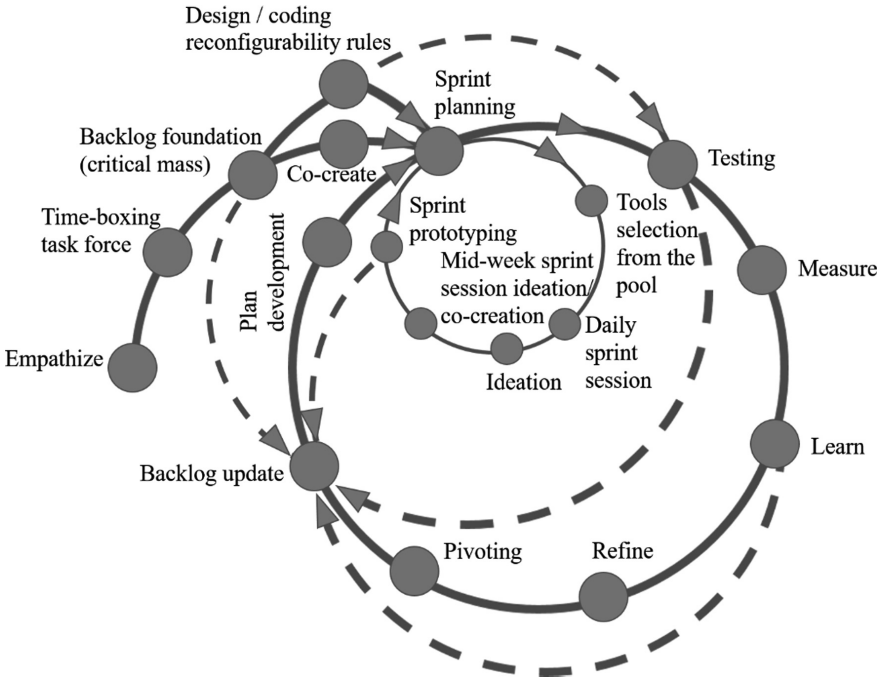 Design / coding
reconfigurability rules
Sprint
planning
Backlog foundation
(critical mass)
Co-create
Testing
Time-boxing
task force
Sprint
prototyping
Tools
selection
from the
pool
Plan
development
Mid-week sprint
session ideation/
co-creation
Measure
Daily
sprint
session
Empathize
Ideation
Backlog update
Learn
Pivoting
Refine